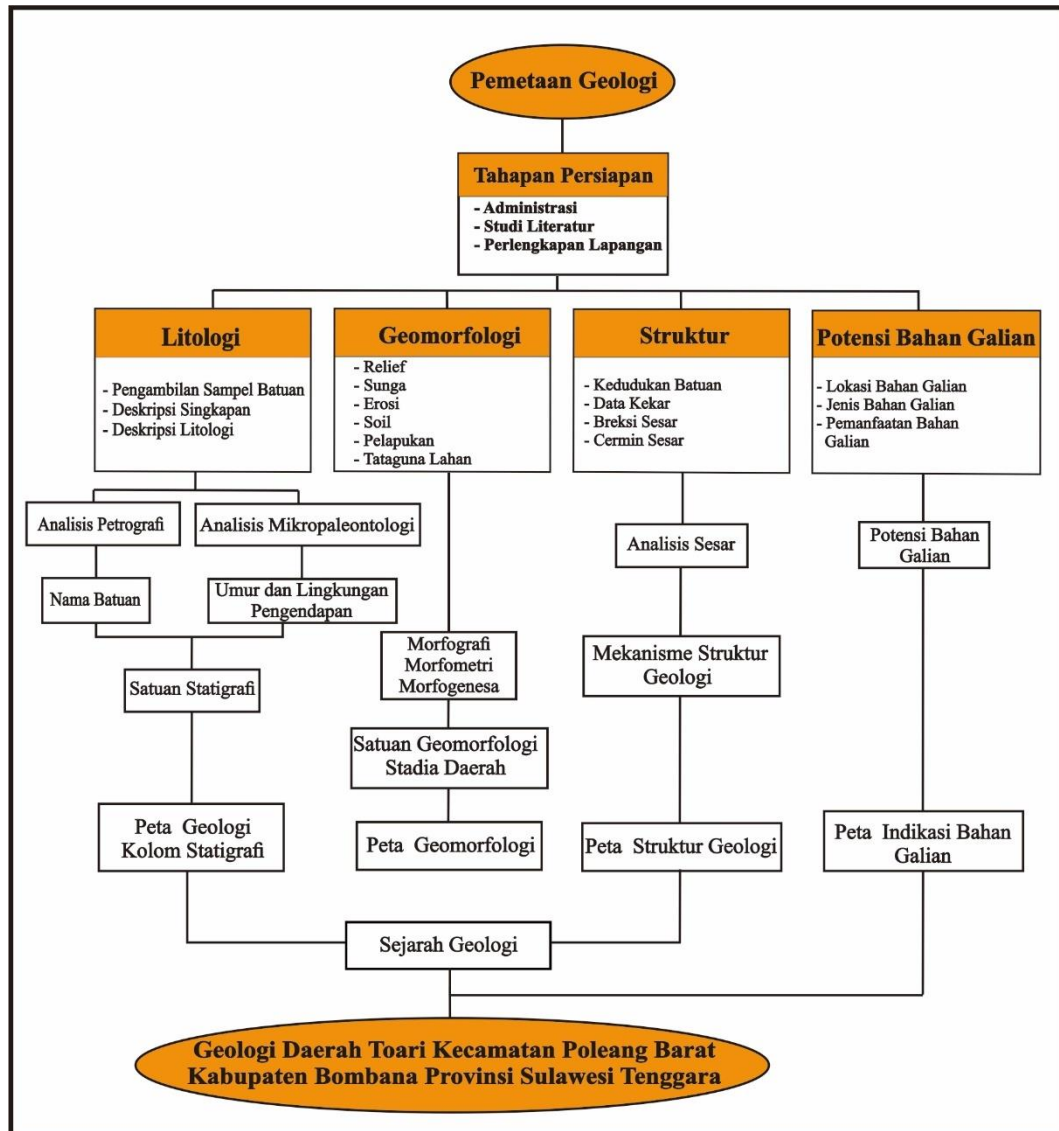 Pemetaan Geologi
Tahapan Persiapan
- Administrasi
- Studi Literatur
- Perlengkapan Lapangan
Litologi
- Pengambilan Sampel Batuan
- Deskripsi Singkapan
- Deskripsi Litologi
Geomorfologi
- Relief
- Sunga
- Erosi
- Soil
- Pelapukan
- Tataguna Lahan
Struktur
- Kedudukan Batuan
- Data Kekar
- Breksi Sesar
- Cermin Sesar
Potensi Bahan Galian
- Lokasi Bahan Galian
- Jenis Bahan Galian
- Pemanfaatan Bahan
Galian
Analisis Petrografi
Analisis Mikropaleontologi
Analisis Sesar
Potensi Bahan
Galian
Nama Batuan
Umur dan Lingkungan
Pengendapan
Morfografi
Morfometri
Morfogenesa
Mekanisme Struktur
Geologi
Satuan Statigrafi
Satuan Geomorfologi
Stadia Daerah
Peta Geologi
Kolom Statigrafi
Peta Geomorfologi
Peta Struktur Geologi
Peta Indikasi Bahan
Galian
Sejarah Geologi
Geologi Daerah Toari Kecamatan Poleang Barat
Kabupaten Bombana Provinsi Sulawesi Tenggara